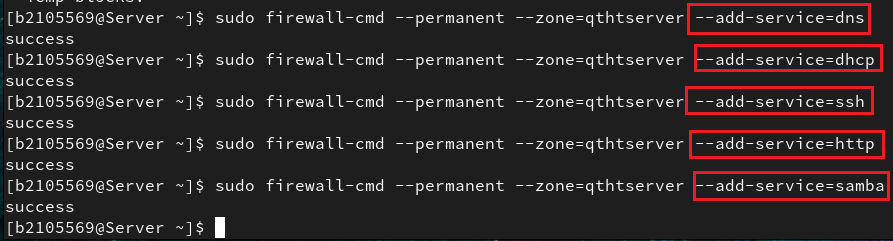 [b2105569@Server ~]$ sudo firewall-cmd --permanent --zone=qthtserver --add-service=dns
success
[b2105569@Server ~]$ sudo firewall-cmd --permanent --zone=qthtserver --add-service=dhcp
success
[b2105569@Server ~]$ sudo firewall-cmd --permanent --zone=qthtserver --add-service=ssh
success
[b2105569@Server ~]$ sudo firewall-cmd --permanent --zone=qthtserver --add-service=http
success
[b2105569@Server ~]$ sudo firewall-cmd --permanent --zone=qthtserver --add-service=samba
success
[b2105569@Server ~]$